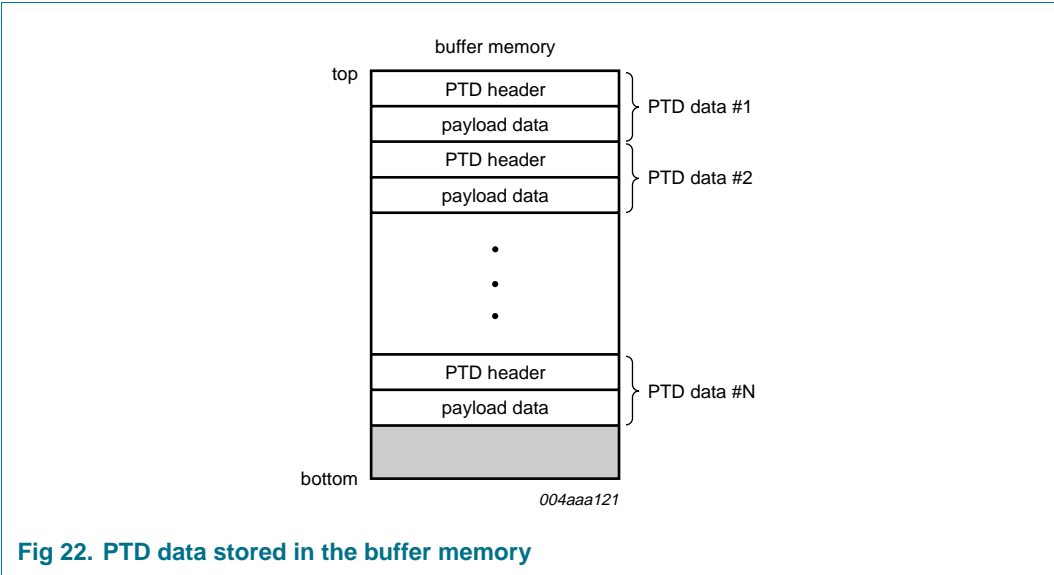 buffer memory
top
PTD header
PTD data #1
payload data
PTD header
PTD data #2
payload data
PTD header
PTD data #N
payload data
bottom
004aaa121
Fig 22. PTD data stored in the buffer memory